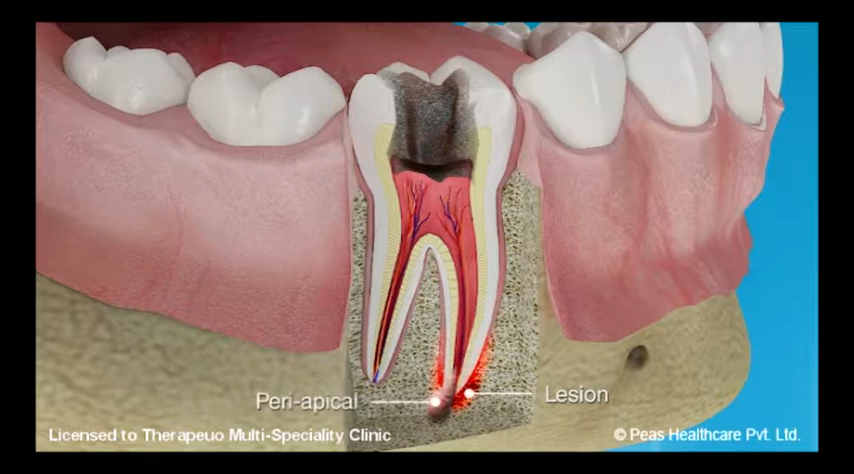 Peri-apical
Lesion
Licensed to Therapeuo Multi-Speciality Clinic
© Peas Healthcare Pvt. Ltd.